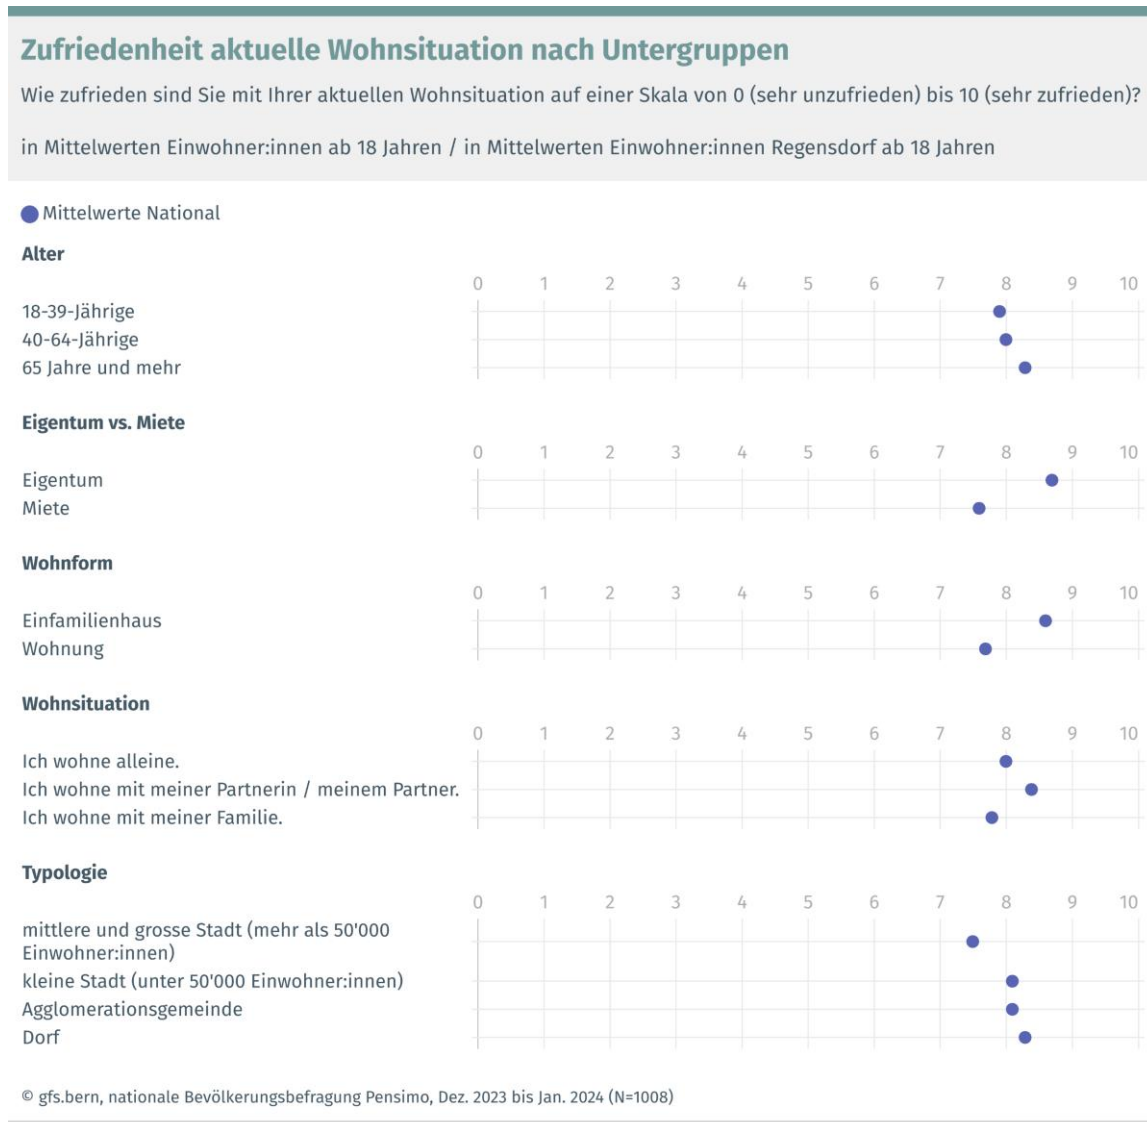 Zufriedenheit aktuelle Wohnsituation nach Untergruppen
Wie zufrieden sind Sie mit Ihrer aktuellen Wohnsituation auf einer Skala von 0 (sehr unzufrieden) bis 10 (sehr zufrieden)?
in Mittelwerten Einwohner:innen ab 18 Jahren / in Mittelwerten Einwohner:innen Regensdorf ab 18 Jahren
Mittelwerte National
Alter
0 1 2 3 4 5 6 7 8 9 10
18-39-Jährige
40-64-Jährige
65 Jahre und mehr
Eigentum vs. Miete
0 1 2 3 4 5 6 7 8 9 10
Eigentum
Miete
Wohnform
0 1 2 3 4 5 6 7 8 9 10
Einfamilienhaus
Wohnung
Wohnsituation
0 1 2 3 4 5 6 7 8 9 10
Ich wohne alleine.
Ich wohne mit meiner Partnerin / meinem Partner.
Ich wohne mit meiner Familie.
Typologie
0 1 2 3 4 5 6 7 8 9 10
mittlere und grosse Stadt (mehr als 50'000
Einwohner:innen)
kleine Stadt (unter 50'000 Einwohner:innen)
Agglomerationsgemeinde
Dorf
© gfs.bern, nationale Bevölkerungsbefragung Pensimo, Dez. 2023 bis Jan. 2024 (N=1008)